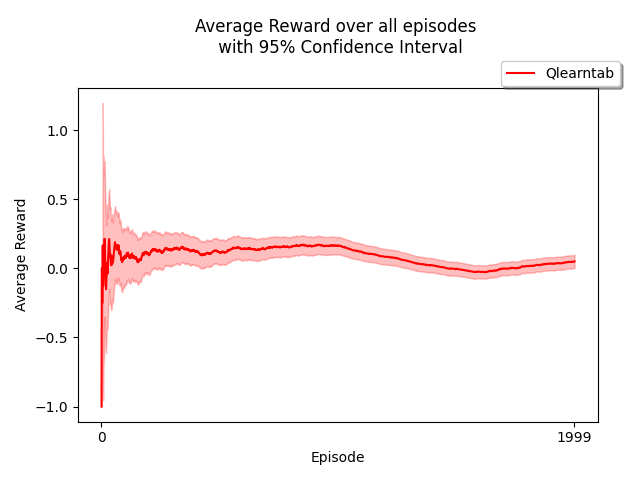 Average Reward over all episodes
with 95% Confidence Interval
Qlearntab
1.0
0.5
0.0
−0.5
−1.0
Average Reward
0
1999
Episode